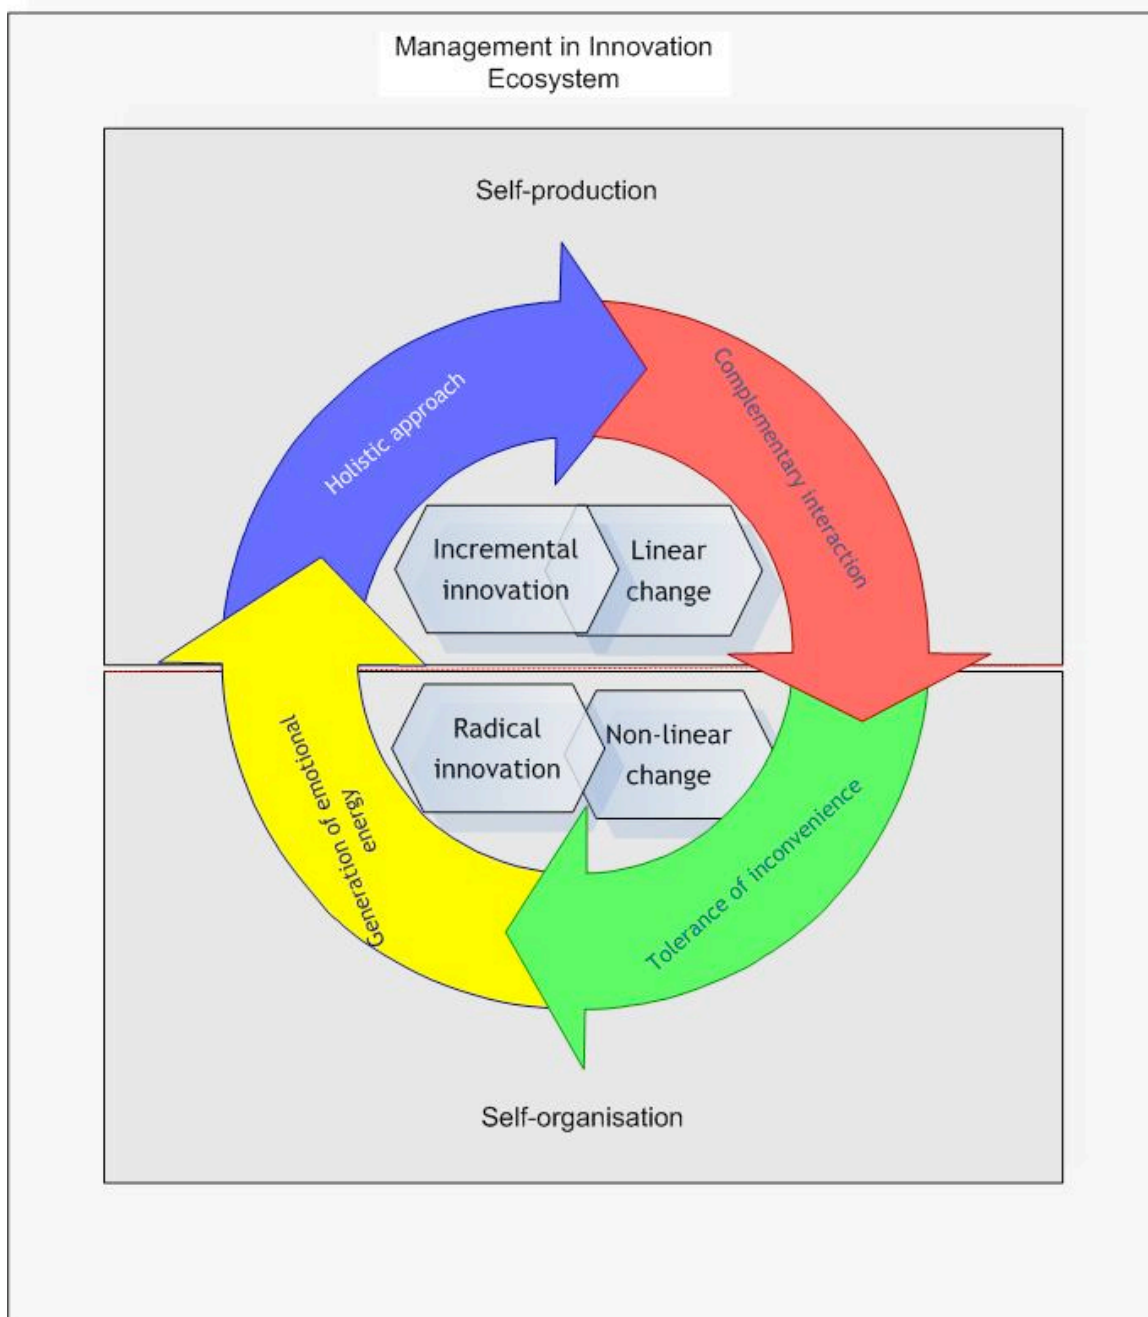 Management in Innovation
Ecosystem
Self-production
Holistic approach
Complementary interaction
Incremental
innovation
Linear
change
Radical
innovation
Non-linear
change
Generation of emotional
energy
Tolerance of inconvenience
Self-organisation